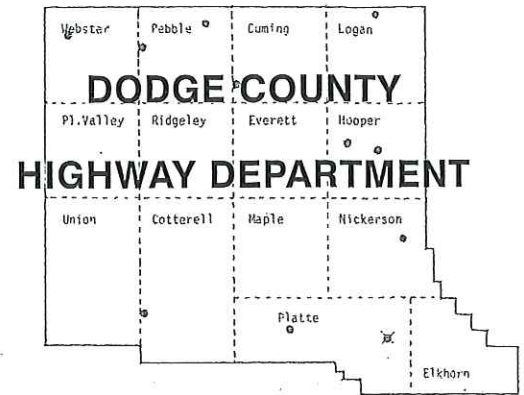 Webster Pebble Cuming Logan
DODGE COUNTY
Pl.Valley Ridgeley Everett Hooper
HIGHWAY DEPARTMENT
Union Cotterell Maple Nickerson
Platte
Elkhorn